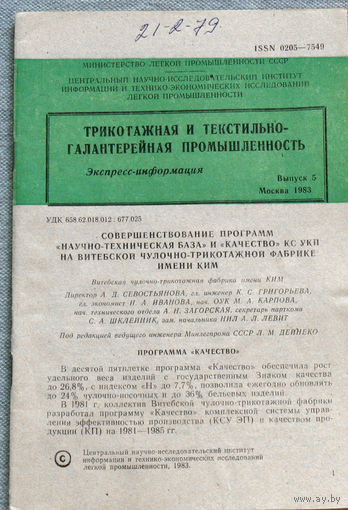 21-2-79
ISSN 0205—7549
МИНИСТЕРСТВО ЛЕГКОЙ ПРОМЫШЛЕННОСТИ СССР
ЦЕНТРАЛЬНЫЙ НАУЧНО-ИССЛЕДОВАТЕЛЬСКИЙ ИНСТИТУТ
ИНФОРМАЦИИ И ТЕХНИКО-ЭКОНОМИЧЕСКИХ ИССЛЕДОВАНИЙ
ЛЕГКОЙ ПРОМЫШЛЕННОСТИ
ТРИКОТАЖНАЯ И ТЕКСТИЛЬНО-
ГАЛАНТЕРЕЙНАЯ ПРОМЫШЛЕННОСТЬ
Экспресс-информация
Выпуск 5
Москва 1983
УДК 658.62.018.012 : 677.025
СОВЕРШЕНСТВОВАНИЕ ПРОГРАММ
«НАУЧНО-ТЕХНИЧЕСКАЯ БАЗА» И «КАЧЕСТВО» КС УКП
НА ВИТЕБСКОЙ ЧУЛОЧНО-ТРИКОТАЖНОЙ ФАБРИКЕ
ИМЕНИ КИМ
Витебская чулочно-трикотажная фабрика имени КИМ
Директор А. Д. СЕВОСТЬЯНОВА, гл. инженер К. С. ГРИГОРЬЕВА,
гл. экономист Н. А. ИВАНОВА, нач. ОУК М. А. КАРПОВА,
нач. технического отдела А. Н. ЗАГОРСКАЯ, секретарь парткома
С. А. ШКЛЕННИК, зам. начальника НИЛ А. Л. ЛЕВИТ
Под редакцией ведущего инженера Минлегпрома СССР Л. М. ДЕЙНЕКО
ПРОГРАММА «КАЧЕСТВО»
В десятой пятилетке программа «Качество» обеспечила рост
удельного веса изделий с государственным Знаком качества
до 26,8%, с индексом «Н» до 7,7%, позволила ежегодно обновлять
до 24% чулочно-носочных и до 36% бельевых изделий.
В 1981 г. коллектив Витебской чулочно-трикотажной фабрики
разработал программу «Качество» комплексной системы управ-
ления эффективностью производства (КСУ ЭП) и качеством про-
дукции (КП) на 1981—1985 гг.
© Центральный научно-исследовательский институт
информации и технико-экономических исследований
легкой промышленности, 1983.
1
ay.by